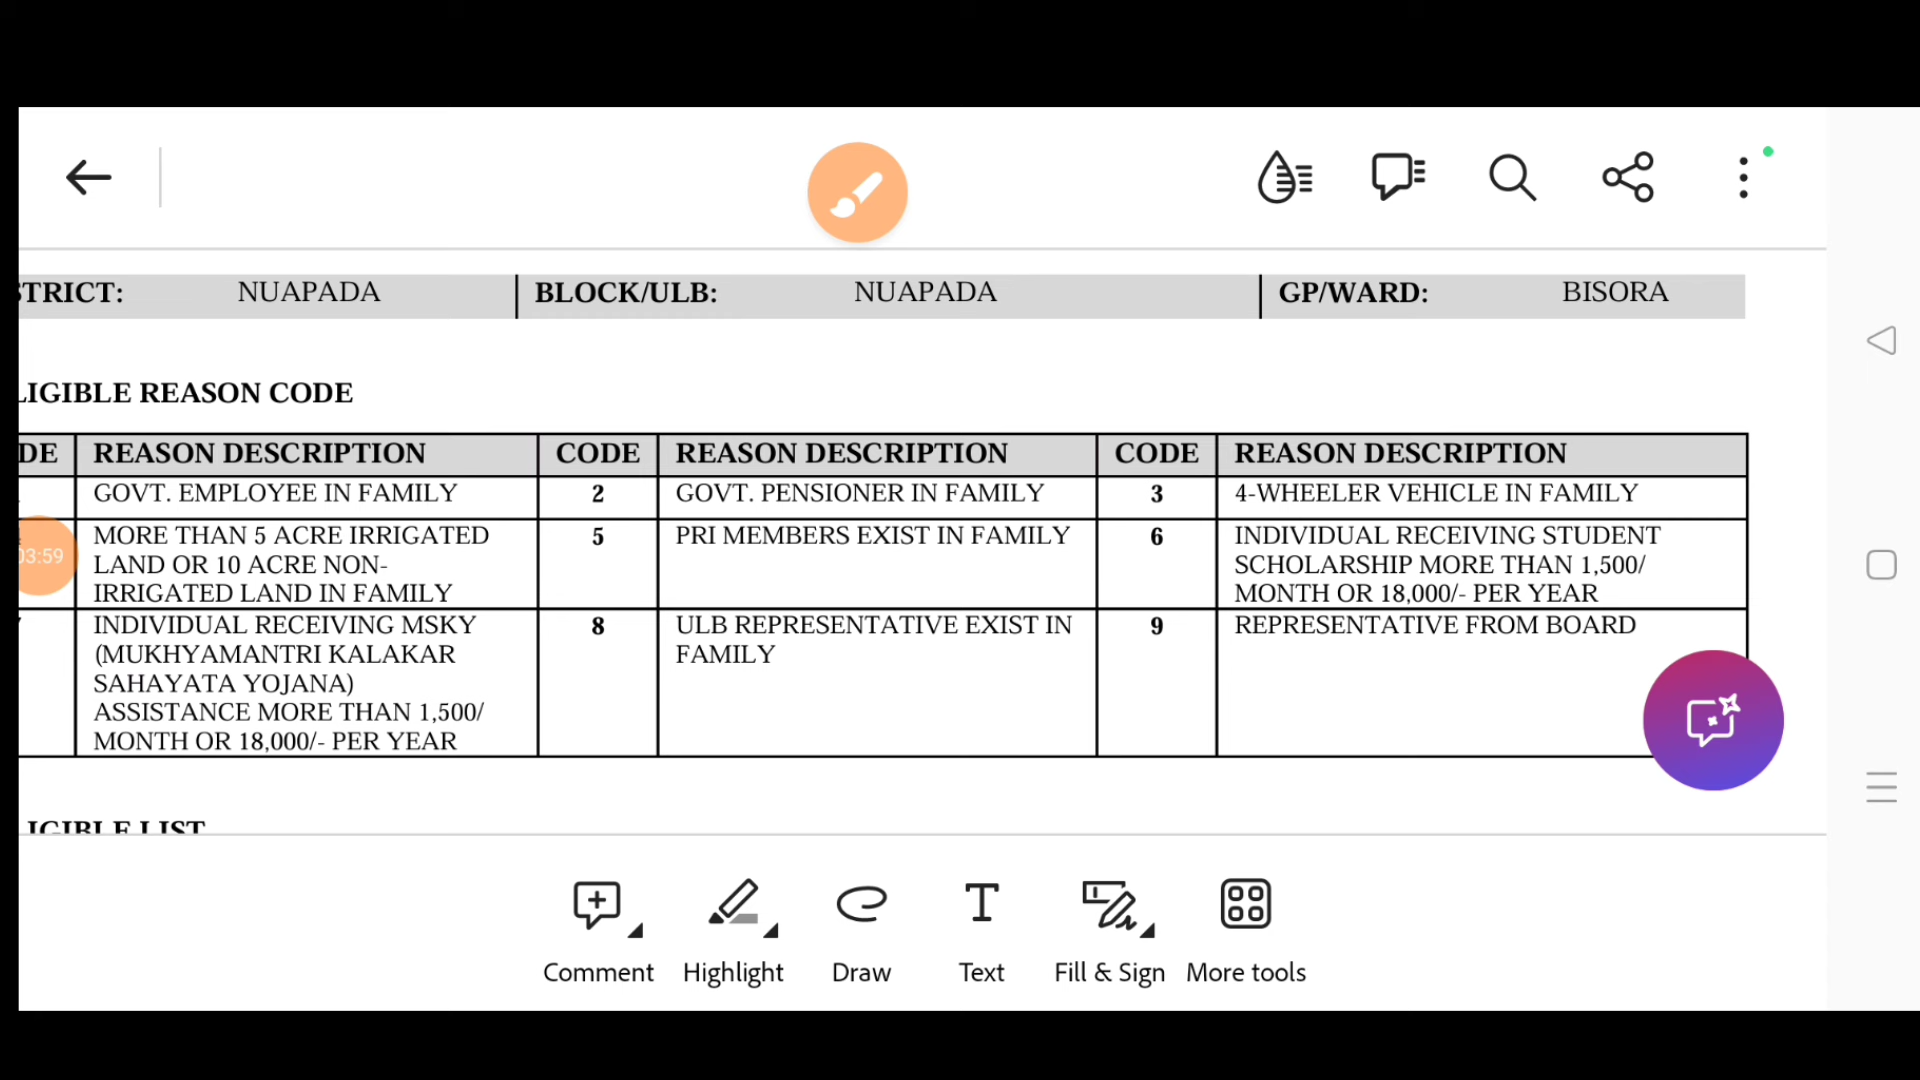 STRICT: NUAPADA BLOCK/ULB: NUAPADA GP/WARD: BISORA
LIGIBLE REASON CODE
DE REASON DESCRIPTION CODE REASON DESCRIPTION CODE REASON DESCRIPTION
GOVT. EMPLOYEE IN FAMILY 2 GOVT. PENSIONER IN FAMILY 3 4-WHEELER VEHICLE IN FAMILY
MORE THAN 5 ACRE IRRIGATED 5 PRI MEMBERS EXIST IN FAMILY 6 INDIVIDUAL RECEIVING STUDENT
03:59 LAND OR 10 ACRE NON- SCHOLARSHIP MORE THAN 1,500/
IRRIGATED LAND IN FAMILY MONTH OR 18,000/- PER YEAR
INDIVIDUAL RECEIVING MSKY 8 ULB REPRESENTATIVE EXIST IN 9 REPRESENTATIVE FROM BOARD
(MUKHYAMANTRI KALAKAR FAMILY
SAHAYATA YOJANA)
ASSISTANCE MORE THAN 1,500/
MONTH OR 18,000/- PER YEAR
IGIBLE LIST
Comment Highlight Draw Text Fill & Sign More tools